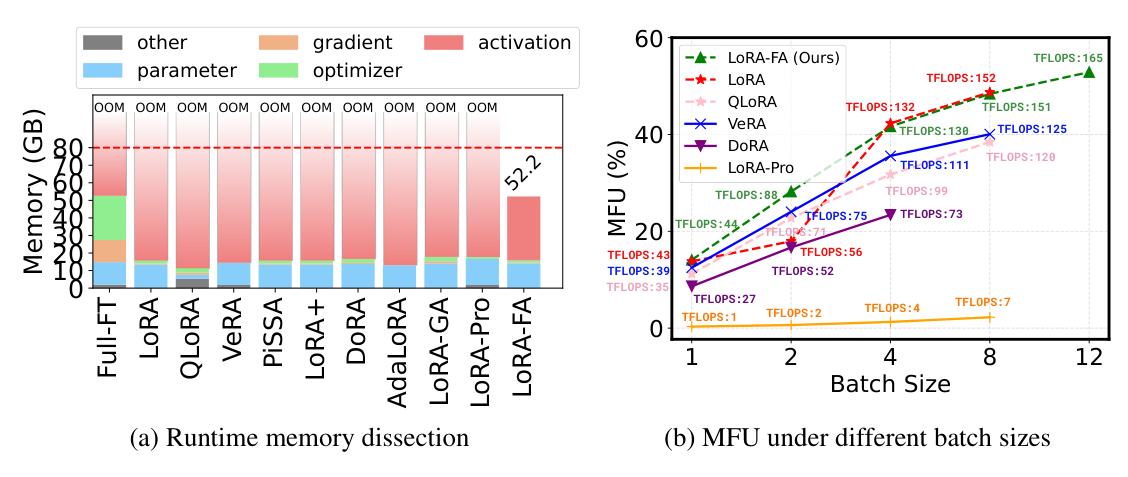 other
gradient
activation
parameter
optimizer
OOM OOM OOM OOM OOM OOM OOM OOM OOM OOM
52.2
Memory (GB)
80
70
60
50
40
30
20
10
0
Full-FT
LoRA
QLoRA
VeRA
PiSSA
LoRA+
DoRA
AdaLoRA
LoRA-GA
LoRA-Pro
LoRA-FA
(a) Runtime memory dissection
LoRA-FA (Ours)
LoRA
QLoRA
VeRA
DoRA
LoRA-Pro
MFU (%)
60
40
20
0
TFLOPS:165
TFLOPS:152
TFLOPS:151
TFLOPS:132
TFLOPS:130
TFLOPS:125
TFLOPS:120
TFLOPS:111
TFLOPS:99
TFLOPS:88
TFLOPS:75
TFLOPS:73
TFLOPS:71
TFLOPS:44
TFLOPS:56
TFLOPS:43
TFLOPS:39
TFLOPS:52
TFLOPS:35
TFLOPS:27
TFLOPS:1
TFLOPS:2
TFLOPS:4
TFLOPS:7
1 2 4 8 12
Batch Size
(b) MFU under different batch sizes